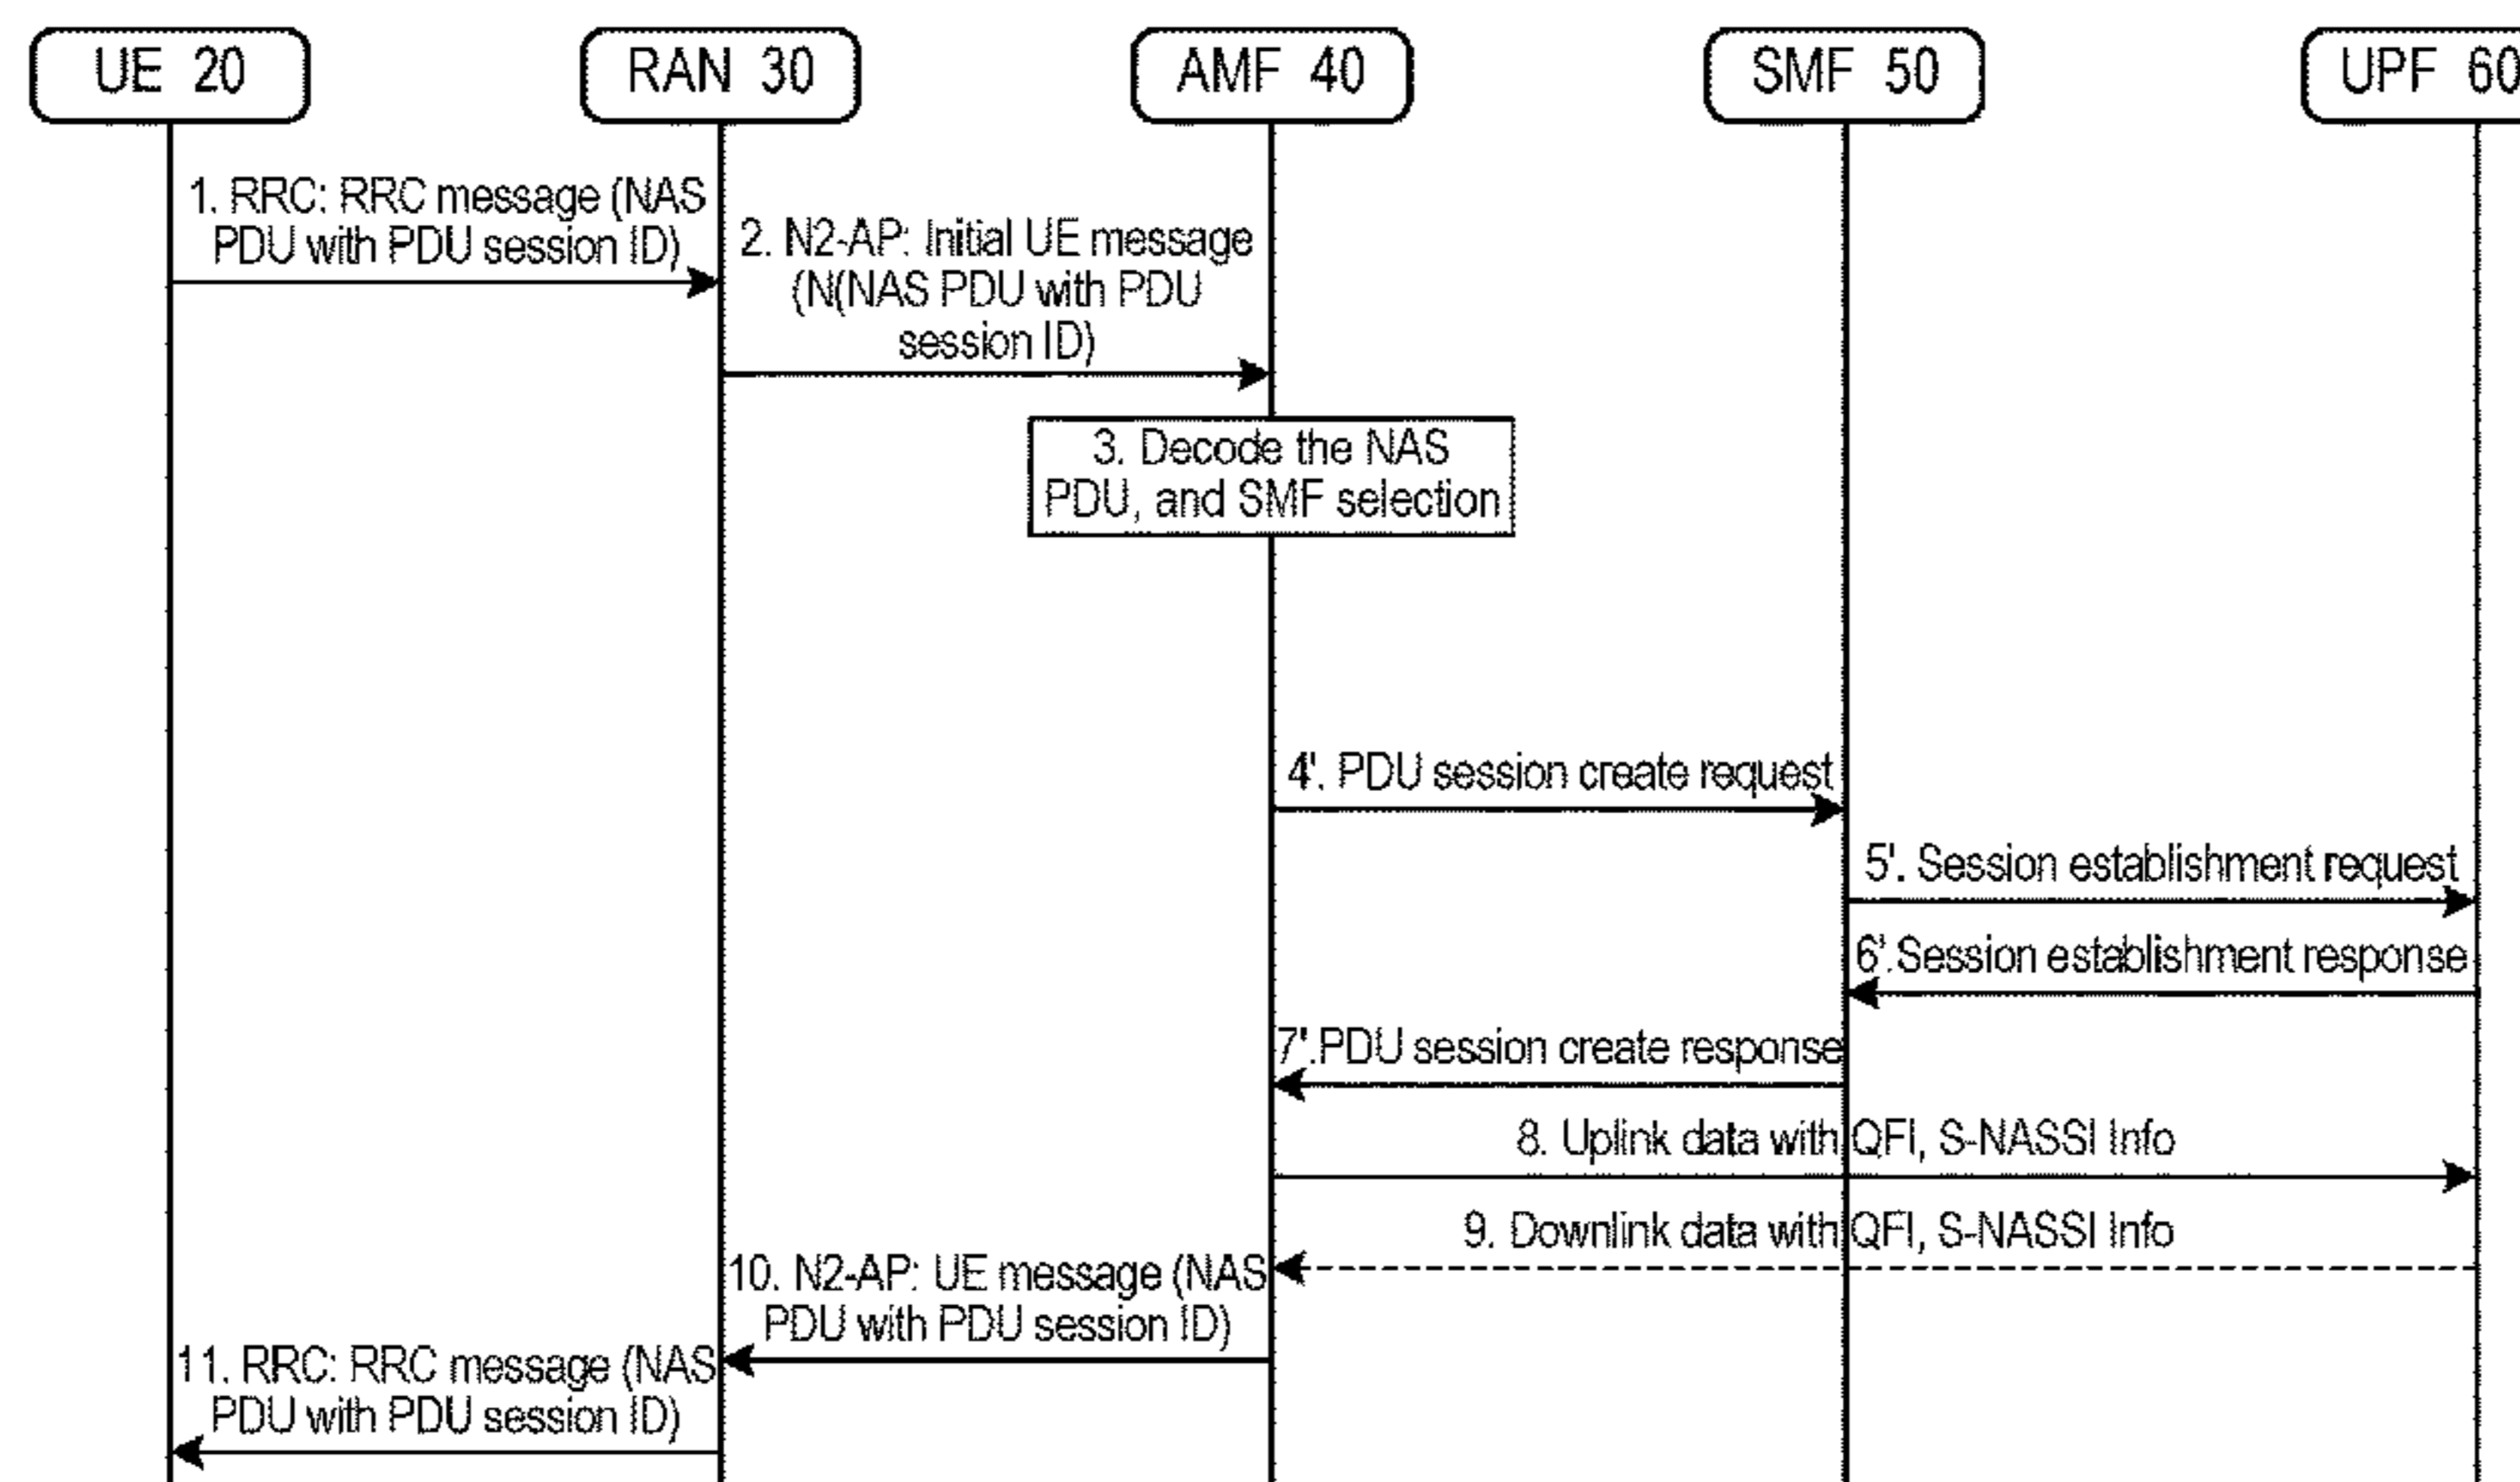 UE 20
RAN 30
AMF 40
SMF 50
UPF 60
1. RRC: RRC message (NAS
PDU with PDU session ID)
2. N2-AP: Initial UE message
(N(NAS PDU with PDU
session ID)
3. Decode the NAS
PDU, and SMF selection
4'. PDU session create request
5'. Session establishment request
6'.Session establishment response
7'.PDU session create response
8. Uplink data with QFI, S-NASSI Info
9. Downlink data with QFI, S-NASSI Info
10. N2-AP: UE message (NAS
PDU with PDU session ID)
11. RRC: RRC message (NAS
PDU with PDU session ID)